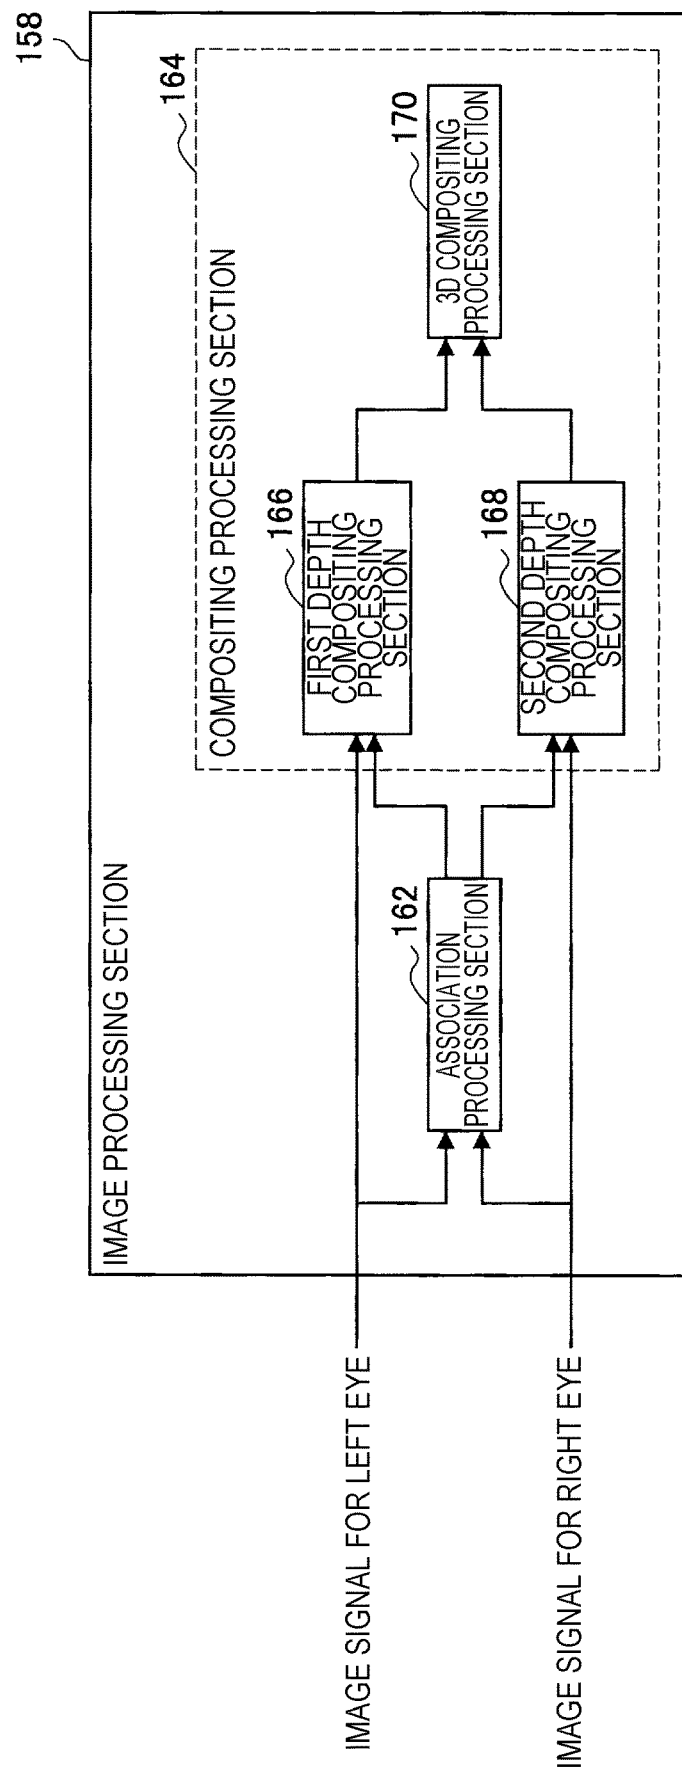 158
IMAGE PROCESSING SECTION
164
COMPOSITING PROCESSING SECTION
IMAGE SIGNAL FOR LEFT EYE
166
FIRST DEPTH
COMPOSITING
PROCESSING
SECTION
162
ASSOCIATION
PROCESSING SECTION
170
3D COMPOSITING
PROCESSING SECTION
168
SECOND DEPTH
COMPOSITING
PROCESSING
SECTION
IMAGE SIGNAL FOR RIGHT EYE